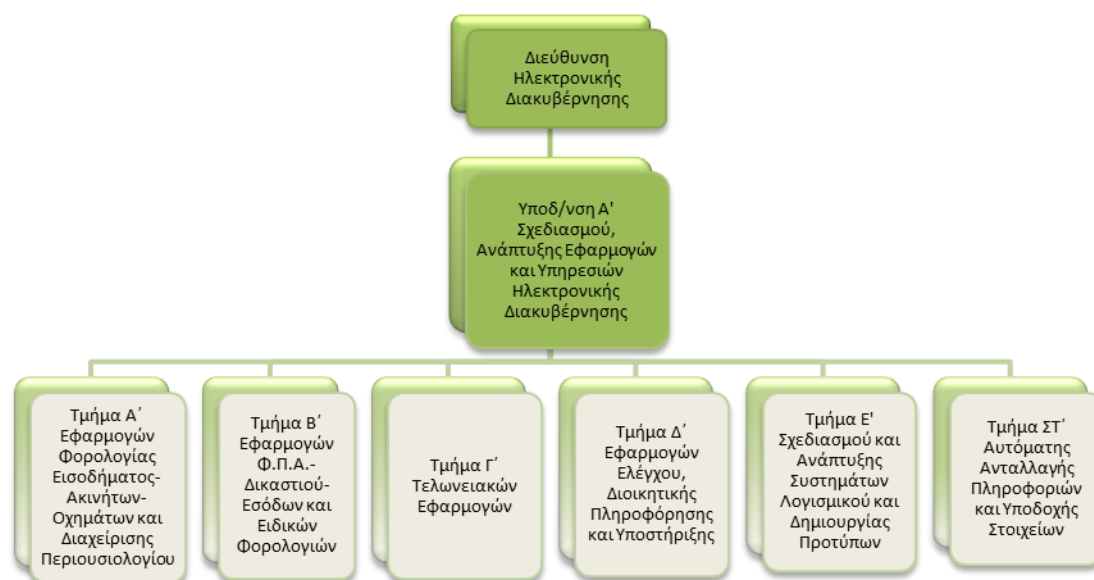 Διεύθυνση
Ηλεκτρονικής
Διακυβέρνησης
Υποδ/νση Α'
Σχεδιασμού,
Ανάπτυξης Εφαρμογών
και Υπηρεσιών
Ηλεκτρονικής
Διακυβέρνησης
Τμήμα Α΄
Εφαρμογών
Φορολογίας
Εισοδήματος-
Ακινήτων-
Οχημάτων και
Διαχείρισης
Περιουσιολογίου
Τμήμα Β΄
Εφαρμογών
Φ.Π.Α.-
Δικαστιού-
Εσόδων και
Ειδικών
Φορολογιών
Τμήμα Γ΄
Τελωνειακών
Εφαρμογών
Τμήμα Δ΄
Εφαρμογών
Ελέγχου,
Διοικητικής
Πληροφόρησης
και Υποστήριξης
Τμήμα Ε'
Σχεδιασμού και
Ανάπτυξης
Συστημάτων
Λογισμικού και
Δημιουργίας
Προτύπων
Τμήμα ΣΤ΄
Αυτόματης
Ανταλλαγής
Πληροφοριών
και Υποδοχής
Στοιχείων